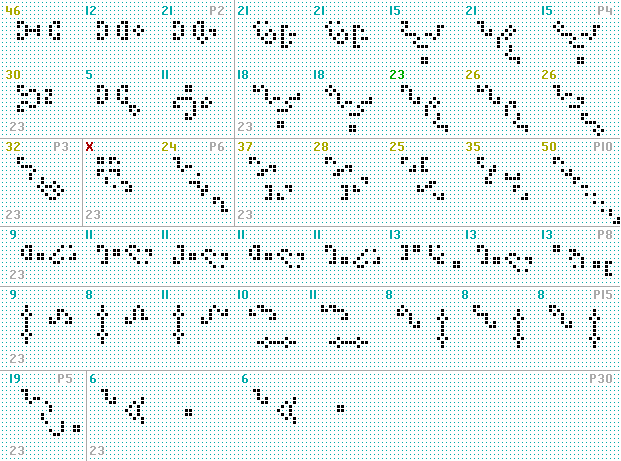 46 12 21 P2 21 21 15 21 15 P4
30 5 11 18 18 23 26 26
23 23
32 P3 X 24 P6 37 28 25 35 50 P10
23 23 23
9 11 11 11 11 13 13 13 P8
23
9 8 11 10 11 8 8 8 P15
23
19 P5 6 6 P30
23 23